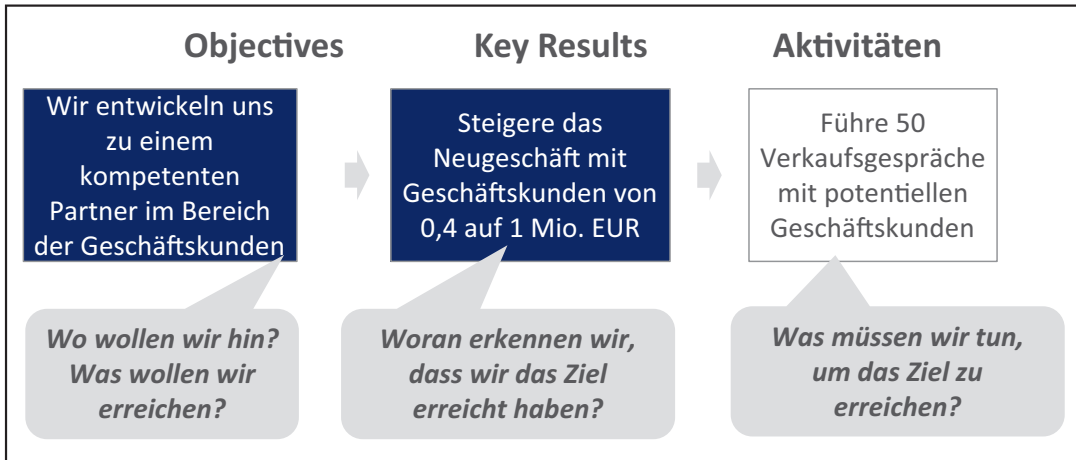 Objectives
Key Results
Aktivitäten
Wir entwickeln uns
zu einem
kompetenten
Partner im Bereich
der Geschäftskunden
Steigere das
Neugeschäft mit
Geschäftskunden von
0,4 auf 1 Mio. EUR
Führe 50
Verkaufsgespräche
mit potentiellen
Geschäftskunden
Wo wollen wir hin?
Was wollen wir
erreichen?
Woran erkennen wir,
dass wir das Ziel
erreicht haben?
Was müssen wir tun,
um das Ziel zu
erreichen?